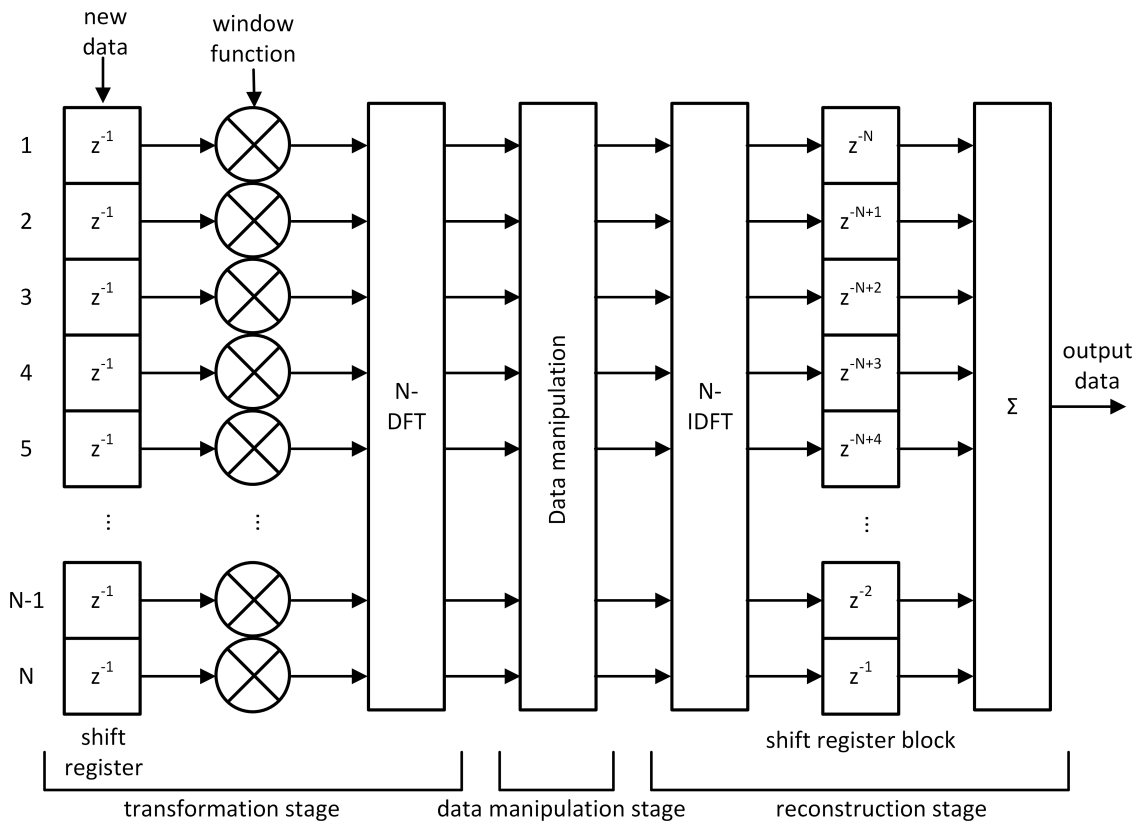 new
data
window
function
1
z⁻¹
z⁻ᴺ
2
z⁻¹
z⁻ᴺ⁺¹
3
z⁻¹
z⁻ᴺ⁺²
4
z⁻¹
z⁻ᴺ⁺³
5
z⁻¹
z⁻ᴺ⁺⁴
N-
DFT
Data manipulation
N-
IDFT
Σ
output
data
...
...
...
N-1
z⁻¹
z⁻²
N
z⁻¹
z⁻¹
shift
register
shift register block
transformation stage
data manipulation stage
reconstruction stage